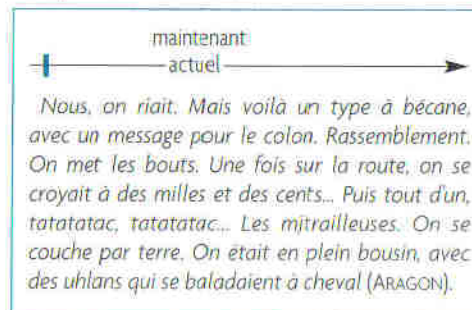 maintenant
actuel
Nous, on riait. Mais voilà un type à bécane,
avec un message pour le colon. Rassemblement.
On met les bouts. Une fois sur la route, on se
croyait à des milles et des cents... Puis tout d'un,
tatatatac, tatatatac... Les mitrailleuses. On se
couche par terre. On était en plein bousin, avec
des uhlans qui se baladaient à cheval (ARAGON).